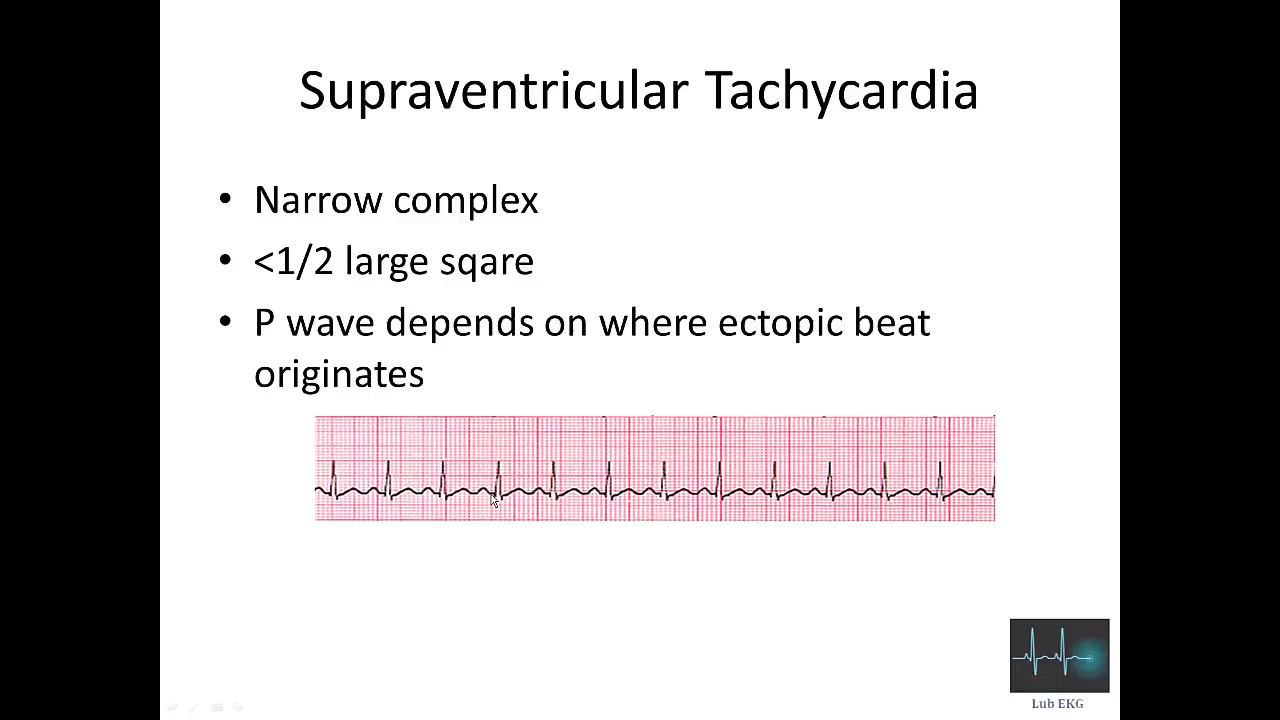 Supraventricular Tachycardia
• Narrow complex
• <1/2 large sqare
• P wave depends on where ectopic beat
originates
Lub EKG